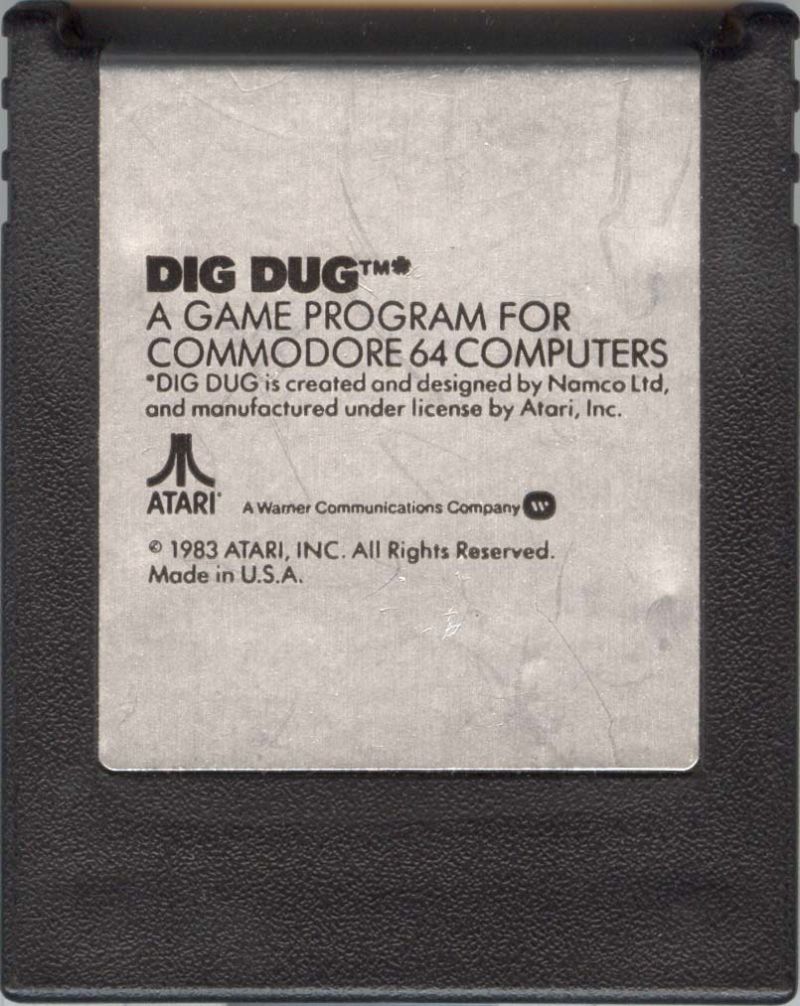 DIG DUG™*
A GAME PROGRAM FOR
COMMODORE 64 COMPUTERS
*DIG DUG is created and designed by Namco Ltd,
and manufactured under license by Atari, Inc.
ATARI® A Warner Communications Company
© 1983 ATARI, INC. All Rights Reserved.
Made in U.S.A.